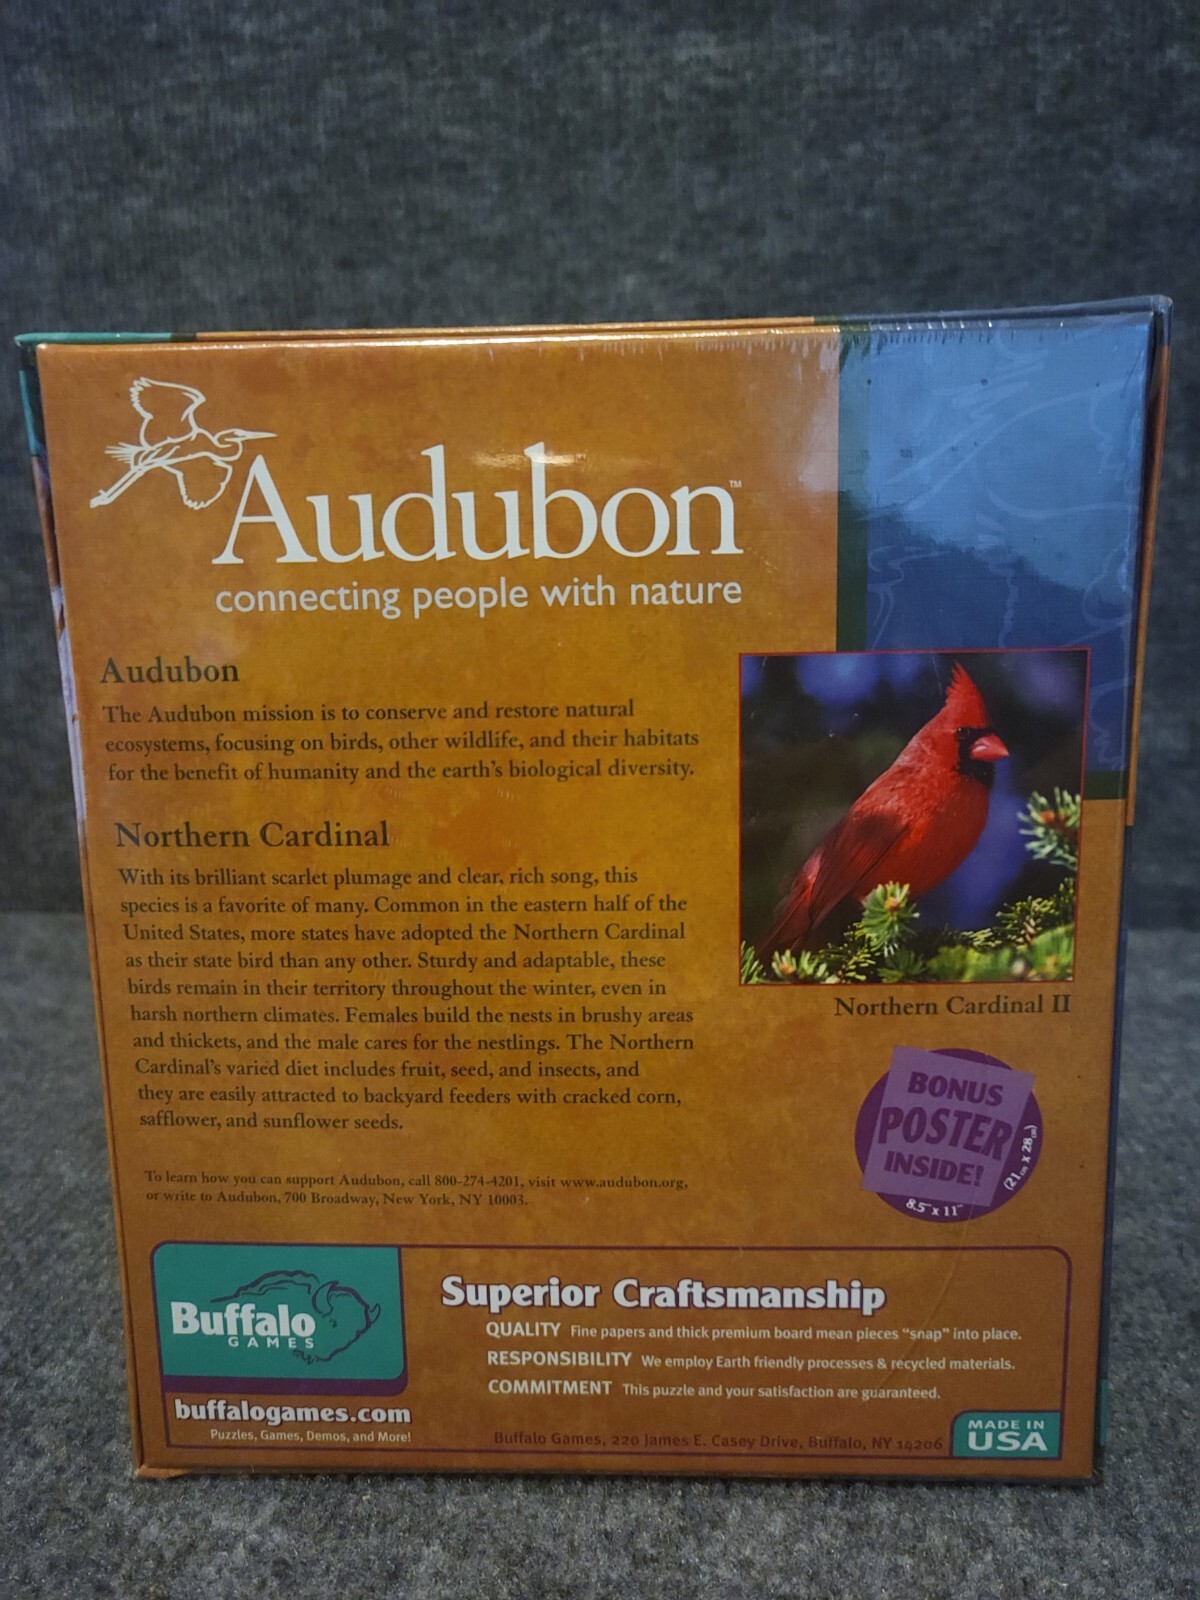 Audubon™
connecting people with nature
Audubon
The Audubon mission is to conserve and restore natural
ecosystems, focusing on birds, other wildlife, and their habitats
for the benefit of humanity and the earth's biological diversity.
Northern Cardinal
With its brilliant scarlet plumage and clear, rich song, this
species is a favorite of many. Common in the eastern half of the
United States, more states have adopted the Northern Cardinal
as their state bird than any other. Sturdy and adaptable, these
birds remain in their territory throughout the winter, even in
harsh northern climates. Females build the nests in brushy areas
and thickets, and the male cares for the nestlings. The Northern
Cardinal's varied diet includes fruit, seed, and insects, and
they are easily attracted to backyard feeders with cracked corn,
safflower, and sunflower seeds.
Northern Cardinal II
BONUS
POSTER
INSIDE!
8.5" x 11"
(21cm x 28cm)
To learn how you can support Audubon, call 800-274-4201, visit www.audubon.org,
or write to Audubon, 700 Broadway, New York, NY 10003.
Buffalo
GAMES
buffalogames.com
Puzzles, Games, Demos, and More!
Superior Craftsmanship
QUALITY Fine papers and thick premium board mean pieces "snap" into place.
RESPONSIBILITY We employ Earth friendly processes & recycled materials.
COMMITMENT This puzzle and your satisfaction are guaranteed.
Buffalo Games, 220 James E. Casey Drive, Buffalo, NY 14206
MADE IN
USA